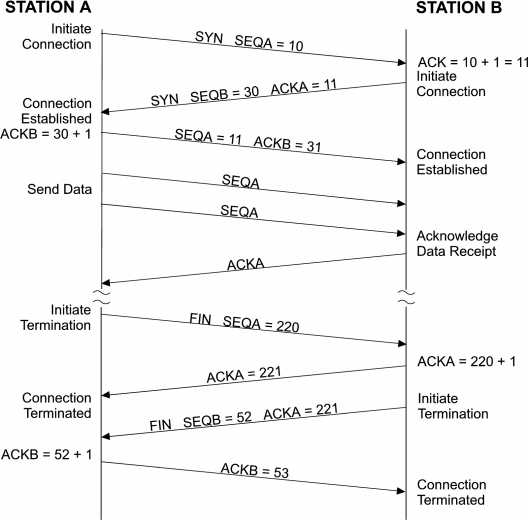 STATION A
STATION B
Initiate
Connection
SYN SEQA = 10
ACK = 10 + 1 = 11
Initiate
Connection
SYN SEQB = 30 ACKA = 11
Connection
Established
ACKB = 30 + 1
SEQA = 11 ACKB = 31
Connection
Established
Send Data
SEQA
SEQA
Acknowledge
Data Receipt
ACKA
Initiate
Termination
FIN SEQA = 220
ACKA = 220 + 1
ACKA = 221
Connection
Terminated
Initiate
Termination
FIN SEQB = 52 ACKA = 221
ACKB = 52 + 1
ACKB = 53
Connection
Terminated